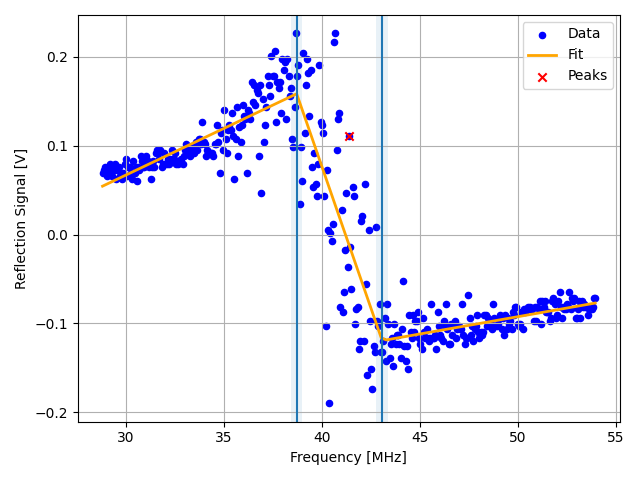 Data
Fit
Peaks
0.2
0.1
0.0
−0.1
−0.2
Reflection Signal [V]
30
35
40
45
50
55
Frequency [MHz]